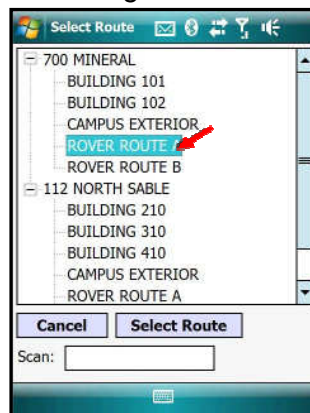 Select Route
700 MINERAL
BUILDING 101
BUILDING 102
CAMPUS EXTERIOR
ROVER ROUTE A
ROVER ROUTE B
112 NORTH SABLE
BUILDING 210
BUILDING 310
BUILDING 410
CAMPUS EXTERIOR
ROVER ROUTE A
Cancel Select Route
Scan: